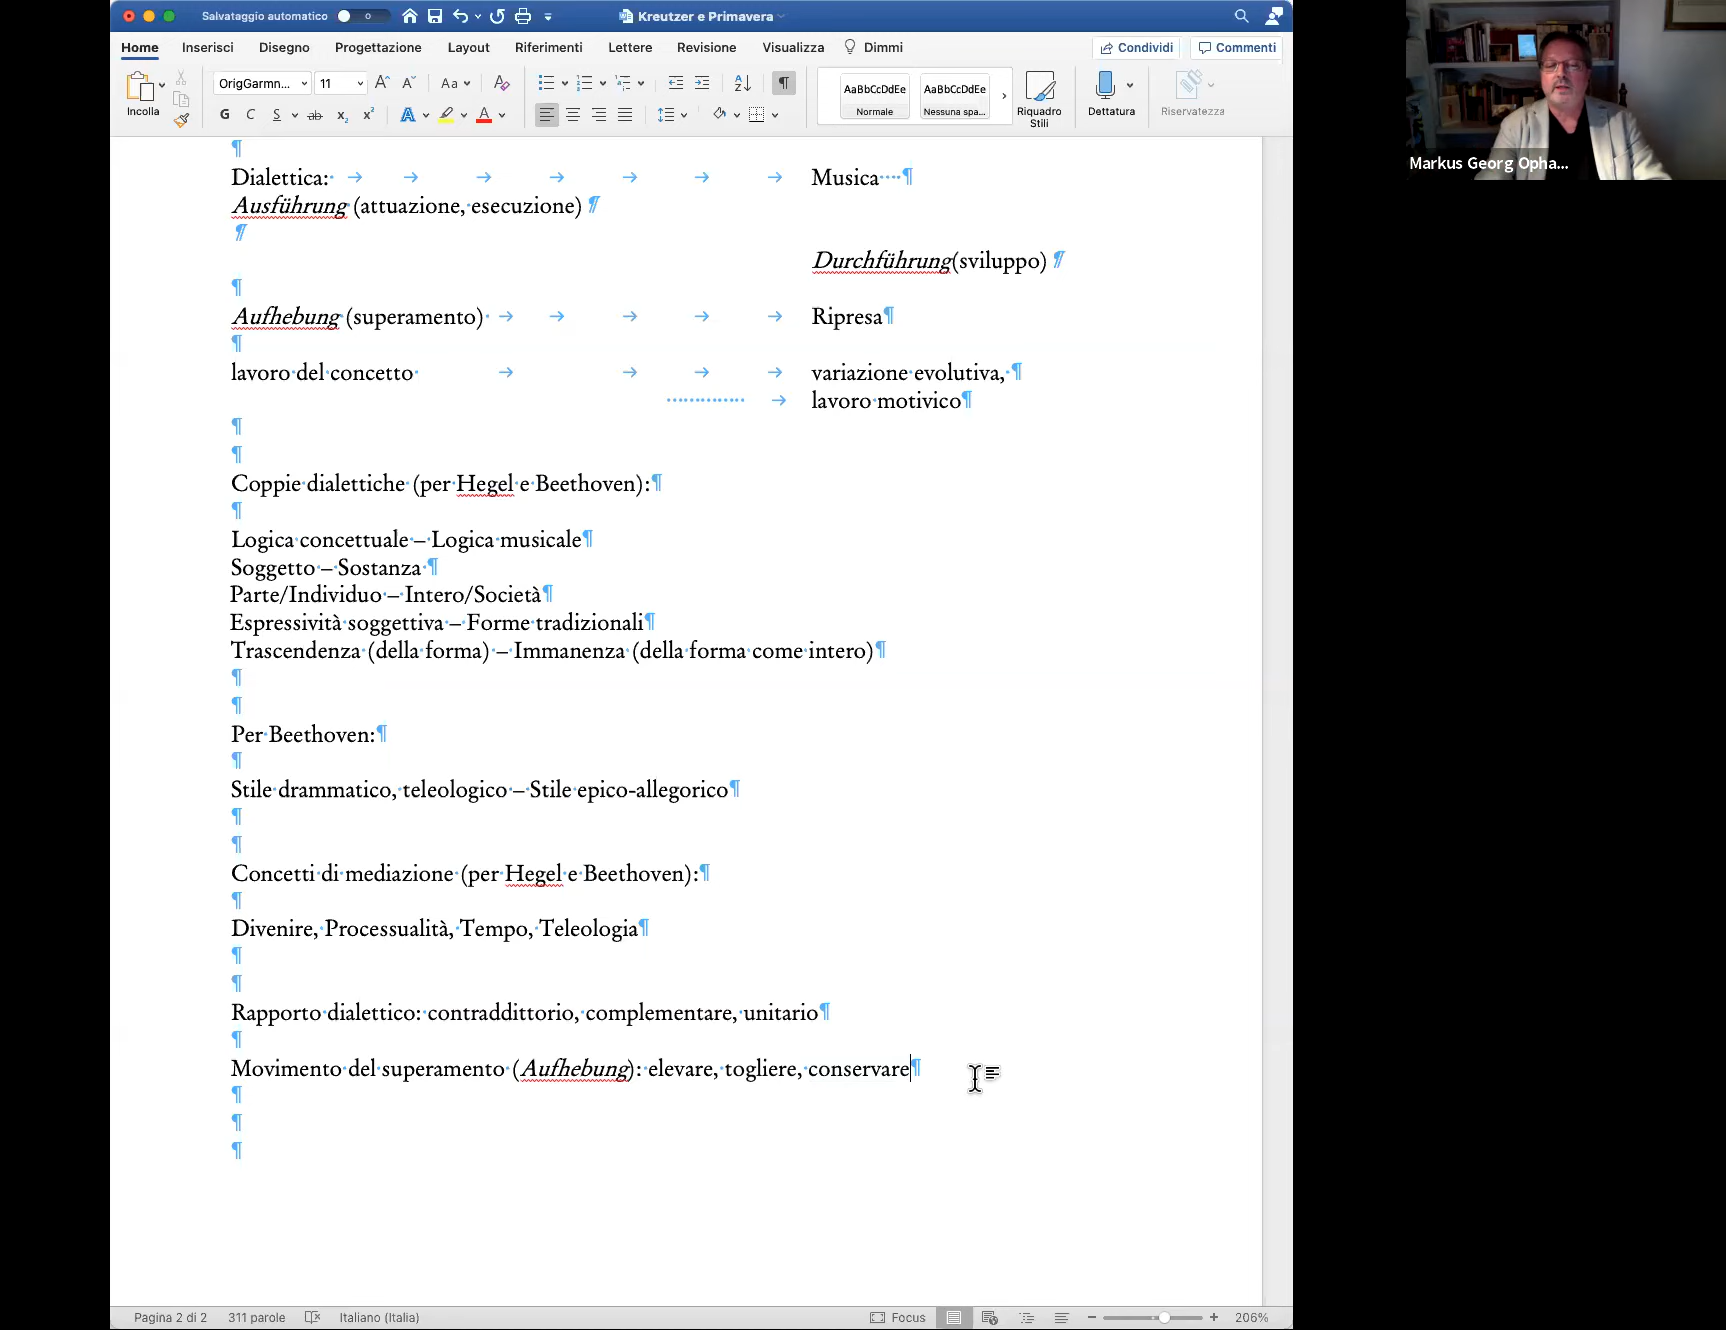 Salvataggio automatico
Kreutzer e Primavera
Home Inserisci Disegno Progettazione Layout Riferimenti Lettere Revisione Visualizza Dimmi Condividi Commenti
OrigGarmn... 11 Aa
AaBbCcDdEe AaBbCcDdEe
Incolla G C S ab x₂ x² A A Normale Nessuna spa... Riquadro Stili Dettatura Riservatezza
Dialettica: Musica
Ausführung (attuazione, esecuzione)
Durchführung(sviluppo)
Aufhebung (superamento) Ripresa
lavoro del concetto variazione evolutiva,
lavoro motivico
Coppie dialettiche (per Hegel e Beethoven):
Logica concettuale – Logica musicale
Soggetto – Sostanza
Parte/Individuo – Intero/Società
Espressività soggettiva – Forme tradizionali
Trascendenza (della forma) – Immanenza (della forma come intero)
Per Beethoven:
Stile drammatico, teleologico – Stile epico-allegorico
Concetti di mediazione (per Hegel e Beethoven):
Divenire, Processualità, Tempo, Teleologia
Rapporto dialettico: contraddittorio, complementare, unitario
Movimento del superamento (Aufhebung): elevare, togliere, conservare
Pagina 2 di 2 311 parole Italiano (Italia) Focus 206%
Markus Georg Opha...